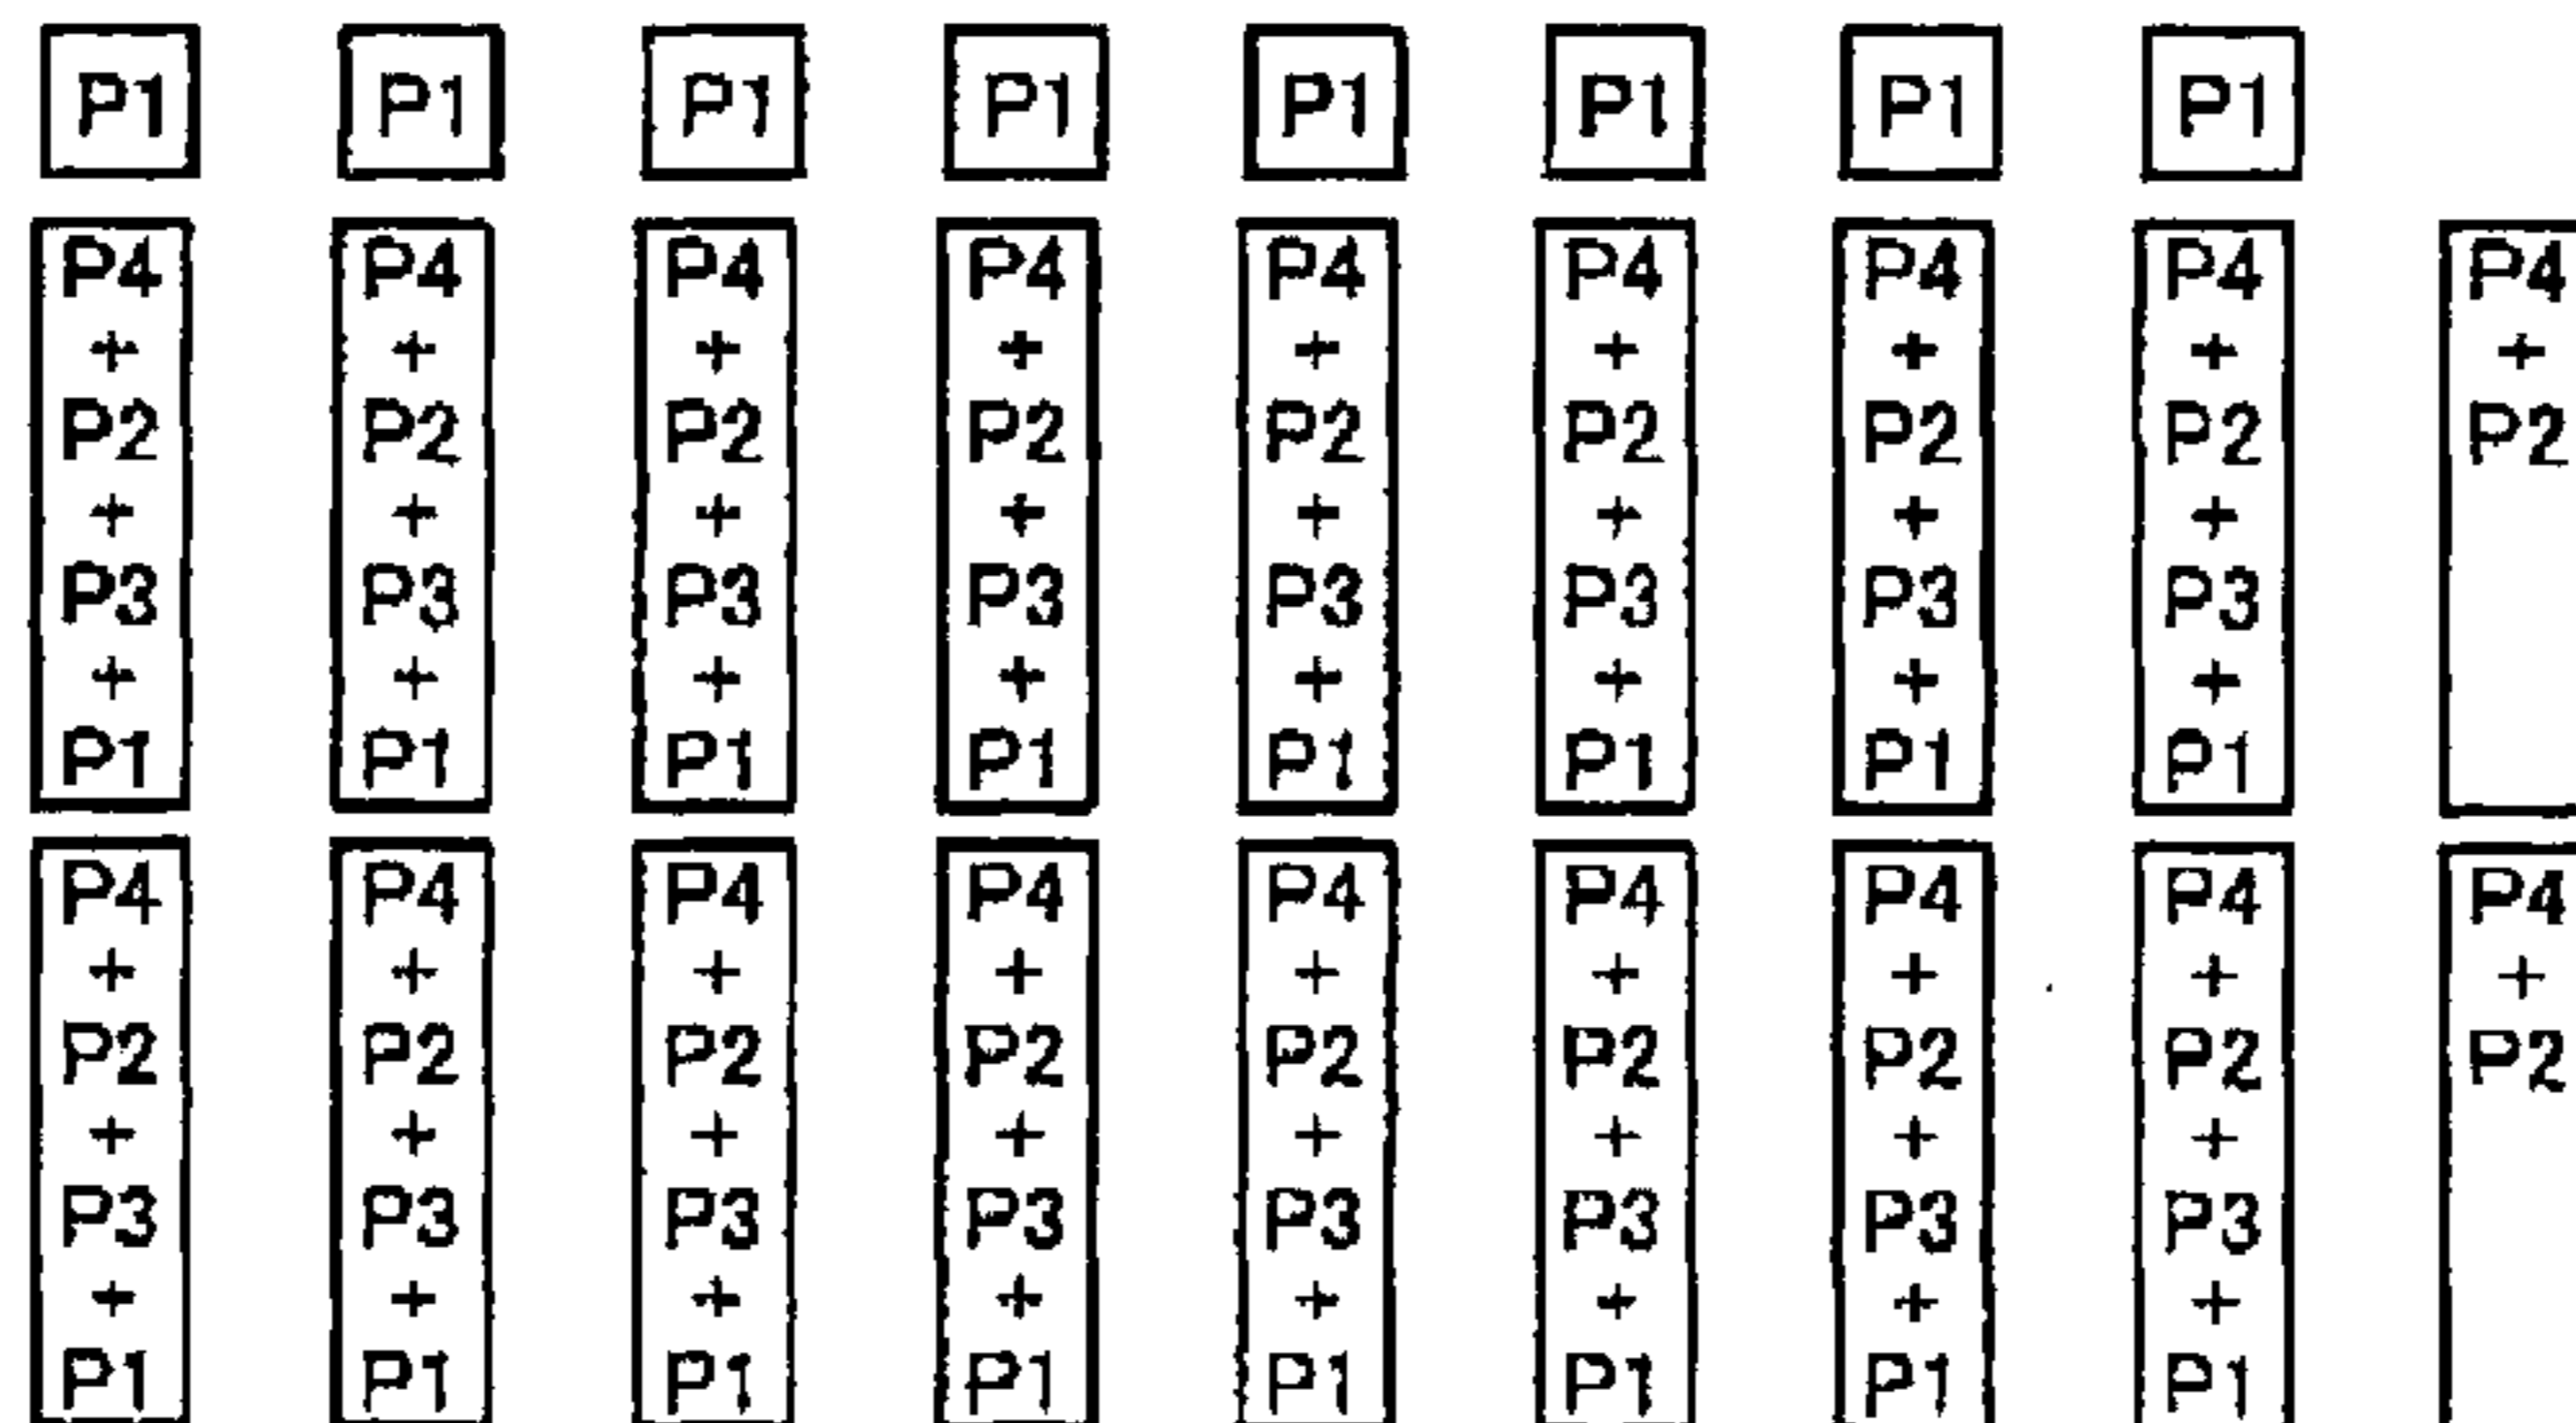 P1 P1 P1 P1 P1 P1 P1 P1
P4 P4 P4 P4 P4 P4 P4 P4 P4
+ + + + + + + + +
P2 P2 P2 P2 P2 P2 P2 P2 P2
+ + + + + + + +
P3 P3 P3 P3 P3 P3 P3 P3
+ + + + + + + +
P1 P1 P1 P1 P1 P1 P1 P1
P4 P4 P4 P4 P4 P4 P4 P4 P4
+ + + + + + + + +
P2 P2 P2 P2 P2 P2 P2 P2 P2
+ + + + + + + +
P3 P3 P3 P3 P3 P3 P3 P3
+ + + + + + + +
P1 P1 P1 P1 P1 P1 P1 P1